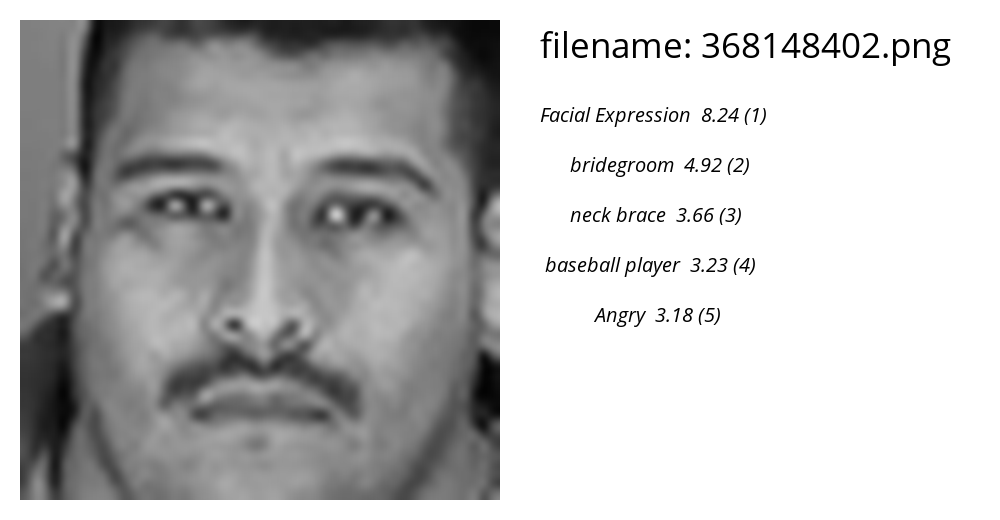 filename: 368148402.png
Facial Expression 8.24 (1)
bridegroom 4.92 (2)
neck brace 3.66 (3)
baseball player 3.23 (4)
Angry 3.18 (5)